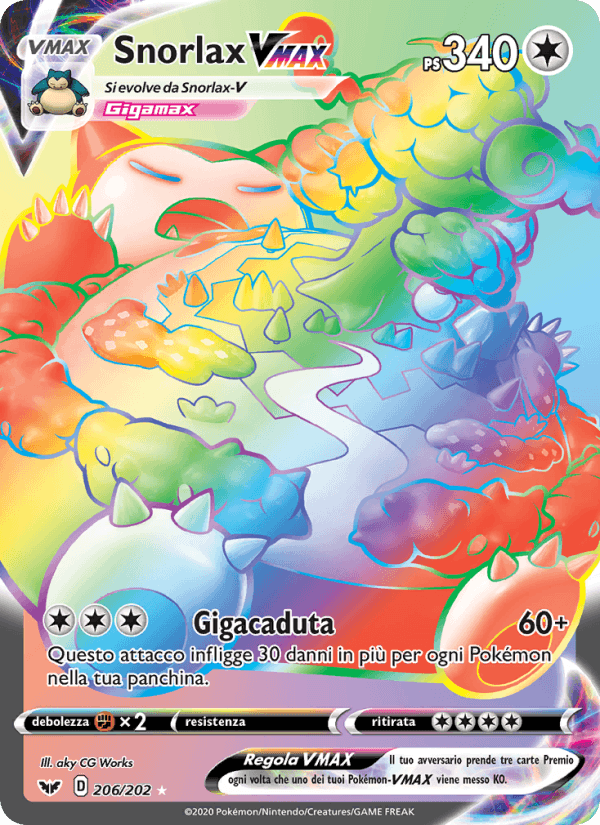 VMAX
Snorlax VMAX
PS 340
Si evolve da Snorlax-V
Gigamax
Gigacaduta 60+
Questo attacco infligge 30 danni in più per ogni Pokémon
nella tua panchina.
debolezza ×2 resistenza ritirata
Ill. aky CG Works
Regola VMAX Il tuo avversario prende tre carte Premio
ogni volta che uno dei tuoi Pokémon-VMAX viene messo KO.
D 206/202
©2020 Pokémon/Nintendo/Creatures/GAME FREAK